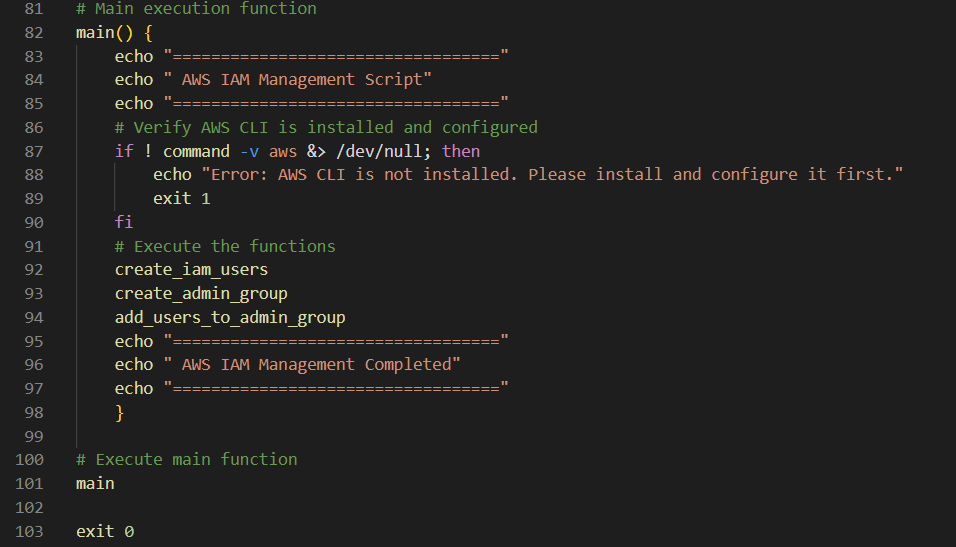 81 # Main execution function
82 main() {
83     echo "=================================="
84     echo " AWS IAM Management Script"
85     echo "=================================="
86     # Verify AWS CLI is installed and configured
87     if ! command -v aws &> /dev/null; then
88         echo "Error: AWS CLI is not installed. Please install and configure it first."
89         exit 1
90     fi
91     # Execute the functions
92     create_iam_users
93     create_admin_group
94     add_users_to_admin_group
95     echo "=================================="
96     echo " AWS IAM Management Completed"
97     echo "=================================="
98     }
99
100 # Execute main function
101 main
102
103 exit 0